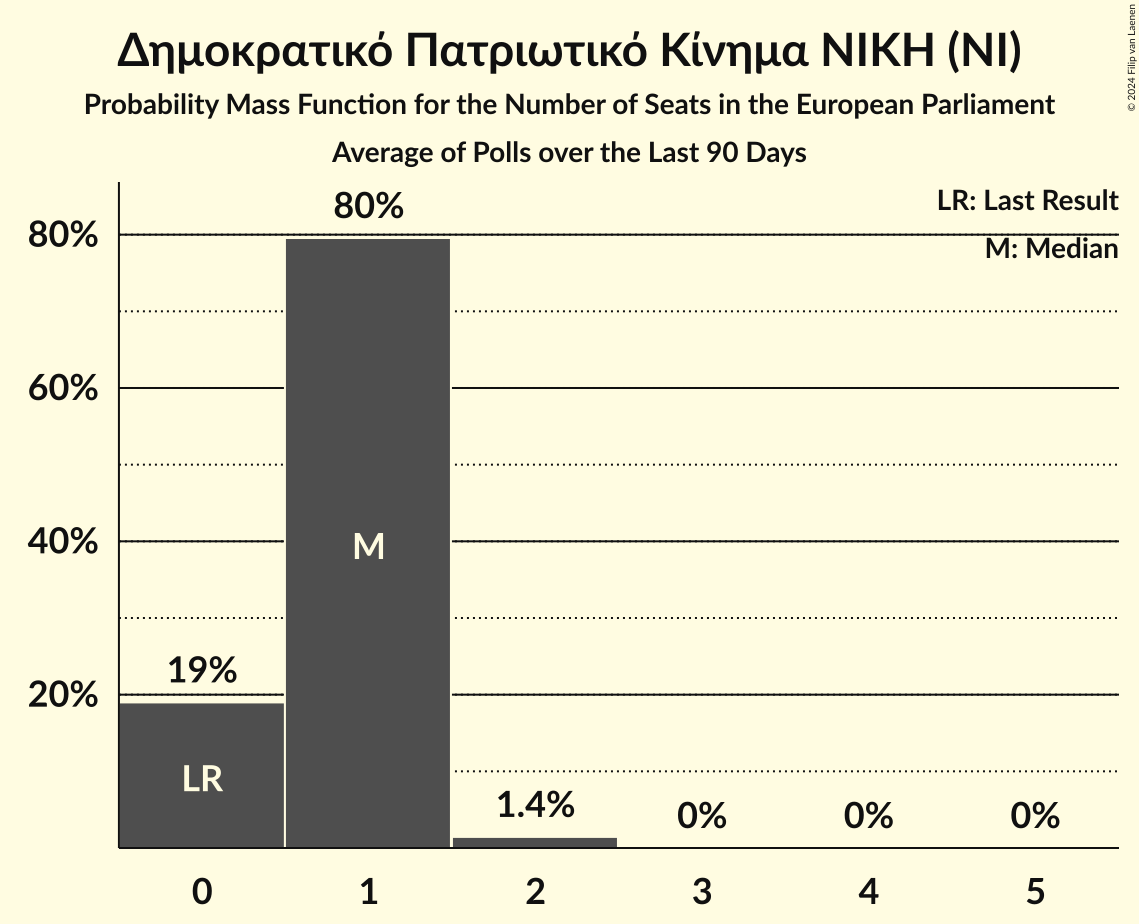 Δημοκρατικό Πατριωτικό Κίνημα ΝΙΚΗ (NI)
Probability Mass Function for the Number of Seats in the European Parliament
Average of Polls over the Last 90 Days
© 2024 Filip van Laenen
LR: Last Result
M: Median
80%
80%
60%
40%
M
19%
20%
LR
1.4%
0%
0%
0%
0
1
2
3
4
5